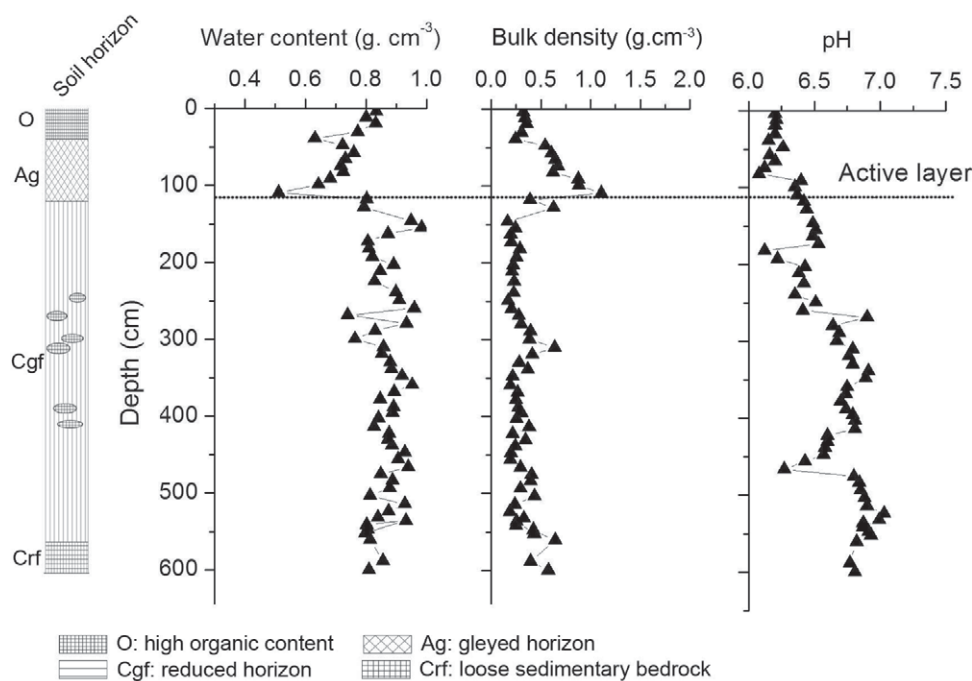 Soil horizon
Water content (g. cm-3)
Bulk density (g.cm-3)
pH
0.4 0.6 0.8 1.0
0.0 0.5 1.0 1.5 2.0
6.0 6.5 7.0 7.5
O
Ag
Cgf
Crf
Depth (cm)
0
100
200
300
400
500
600
Active layer
O: high organic content
Ag: gleyed horizon
Cgf: reduced horizon
Crf: loose sedimentary bedrock